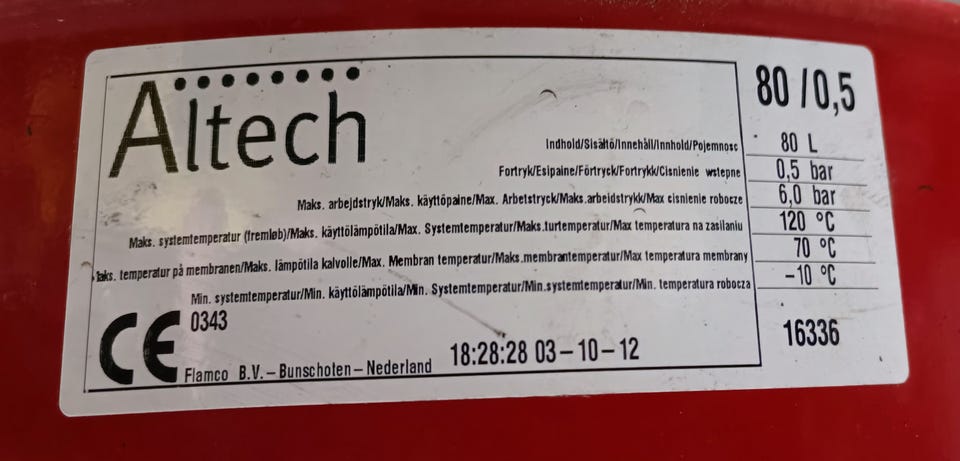 Altech
80/0,5
Indhold/Sisältö/Innehåll/Innhold/Pojemnosc 80 L
Fortryk/Esipaine/Förtryck/Fortrykk/Cisnienie wstepne 0,5 bar
Maks. arbejdstryk/Maks. käyttöpaine/Max. Arbetstryck/Maks.arbeidstrykk/Max cisnienie robocze 6,0 bar
Maks. systemtemperatur (fremløb)/Maks. käyttölämpötila/Max. Systemtemperatur/Maks.turtemperatur/Max temperatura na zasilaniu 120 °C
Maks. temperatur på membranen/Maks. lämpötila kalvolle/Max. Membran temperatur/Maks.membrantemperatur/Max temperatura membrany 70 °C
Min. systemtemperatur/Min. käyttölämpötila/Min. Systemtemperatur/Min.systemtemperatur/Min. temperatura robocza -10 °C
CE 0343
Flamco B.V. - Bunschoten - Nederland 18:28:28 03-10-12 16336